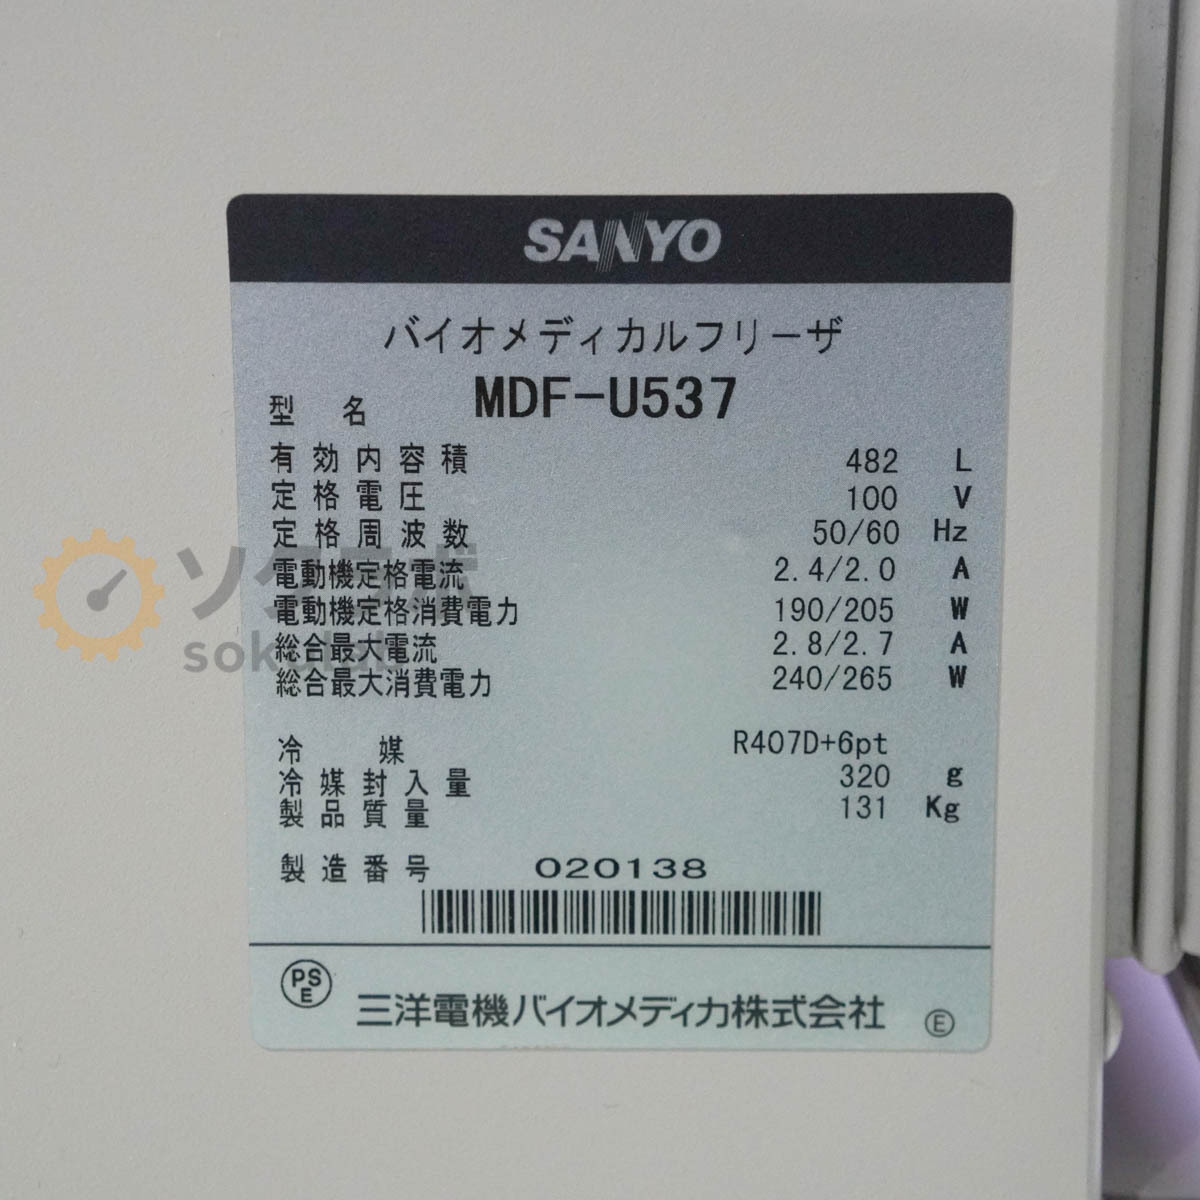 SANYO
バイオメディカルフリーザ
型名 MDF-U537
有効内容積 482 L
定格電圧 100 V
定格周波数 50/60 Hz
電動機定格電流 2.4/2.0 A
電動機定格消費電力 190/205 W
総合最大電流 2.8/2.7 A
総合最大消費電力 240/265 W
冷媒 R407D+6pt
冷媒封入量 320 g
製品質量 131 Kg
製造番号 020138
PS
E
三洋電機バイオメディカ株式会社 E
ソクラボ
sokulab